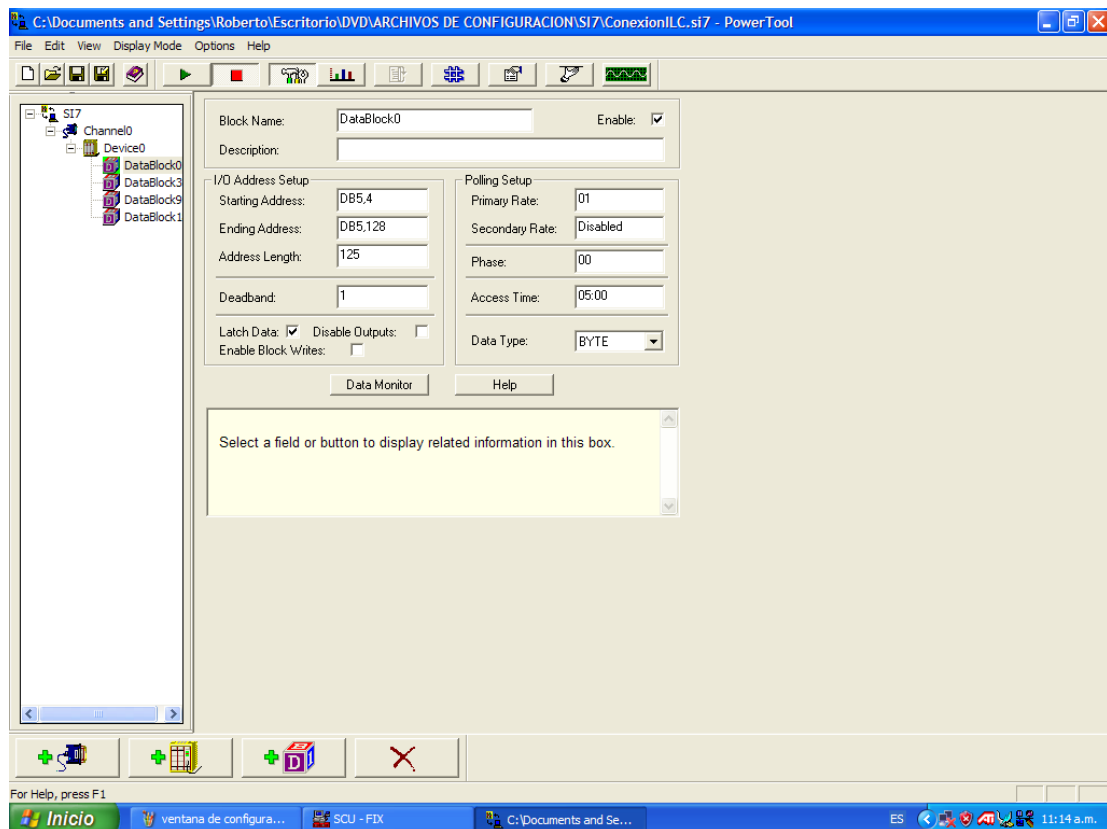 C:\Documents and Settings\Roberto\Escritorio\DVD\ARCHIVOS DE CONFIGURACION\SI7\ConexionILC.si7 - PowerTool
File Edit View Display Mode Options Help
SI7
Channel0
Device0
DataBlock0
DataBlock3
DataBlock9
DataBlock1
Block Name: DataBlock0 Enable:
Description:
I/O Address Setup
Starting Address: DB5,4
Ending Address: DB5,128
Address Length: 125
Deadband: 1
Latch Data: Disable Outputs:
Enable Block Writes:
Polling Setup
Primary Rate: 01
Secondary Rate: Disabled
Phase: 00
Access Time: 05:00
Data Type: BYTE
Data Monitor Help
Select a field or button to display related information in this box.
D
For Help, press F1
Inicio ventana de configura... SCU - FIX C:\Documents and Se... ES 11:14 a.m.